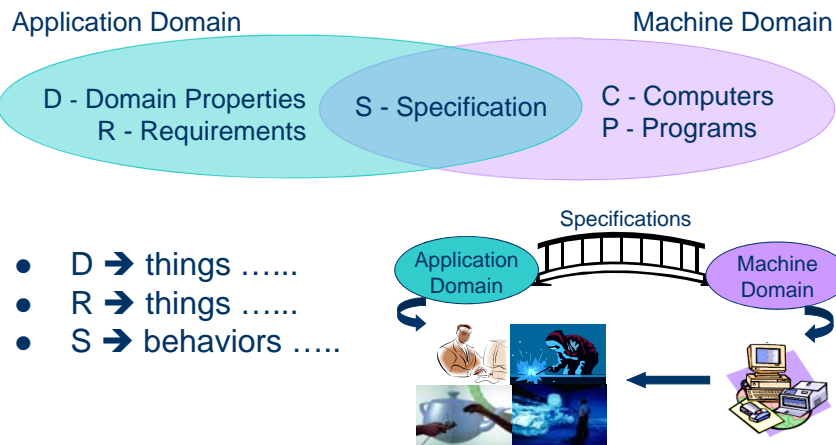 Application Domain
Machine Domain
D - Domain Properties
R - Requirements
S - Specification
C - Computers
P - Programs
● D ➔ things …...
● R ➔ things …...
● S ➔ behaviors …..
Specifications
Application
Domain
Machine
Domain